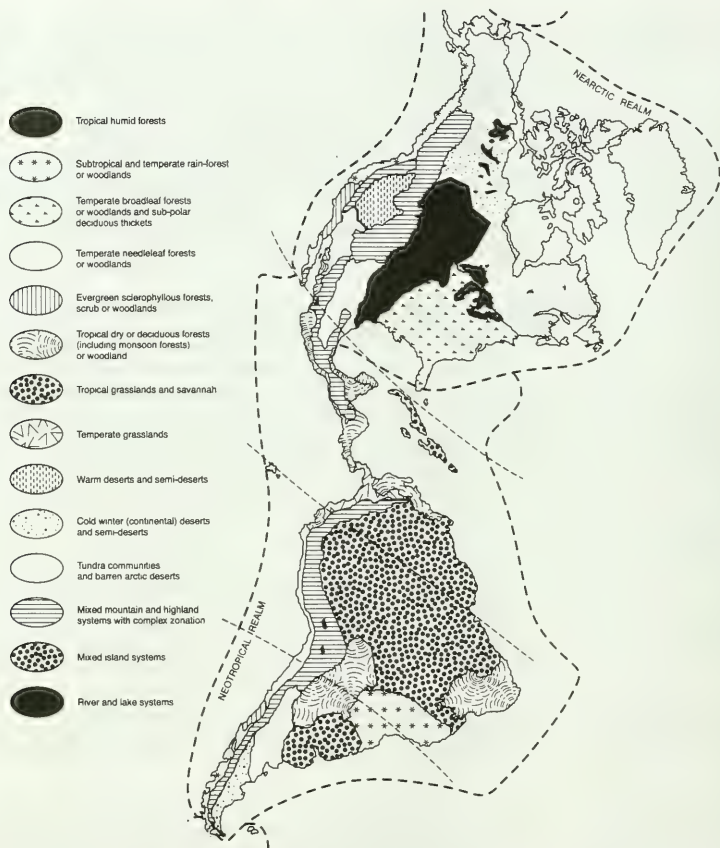 Tropical humid forests
Subtropical and temperate rain-forest
or woodlands
Temperate broadleaf forests
or woodlands and sub-polar
deciduous thickets
Temperate needleleaf forests
or woodlands
Evergreen sclerophyllous forests,
scrub or woodlands
Tropical dry or deciduous forests
(including monsoon forests)
or woodland
Tropical grasslands and savannah
Temperate grasslands
Warm deserts and semi-deserts
Cold winter (continental) deserts
and semi-deserts
Tundra communities
and barren arctic deserts
Mixed mountain and highland
systems with complex zonation
Mixed island systems
River and lake systems
NEARCTIC REALM
NEOTROPICAL REALM